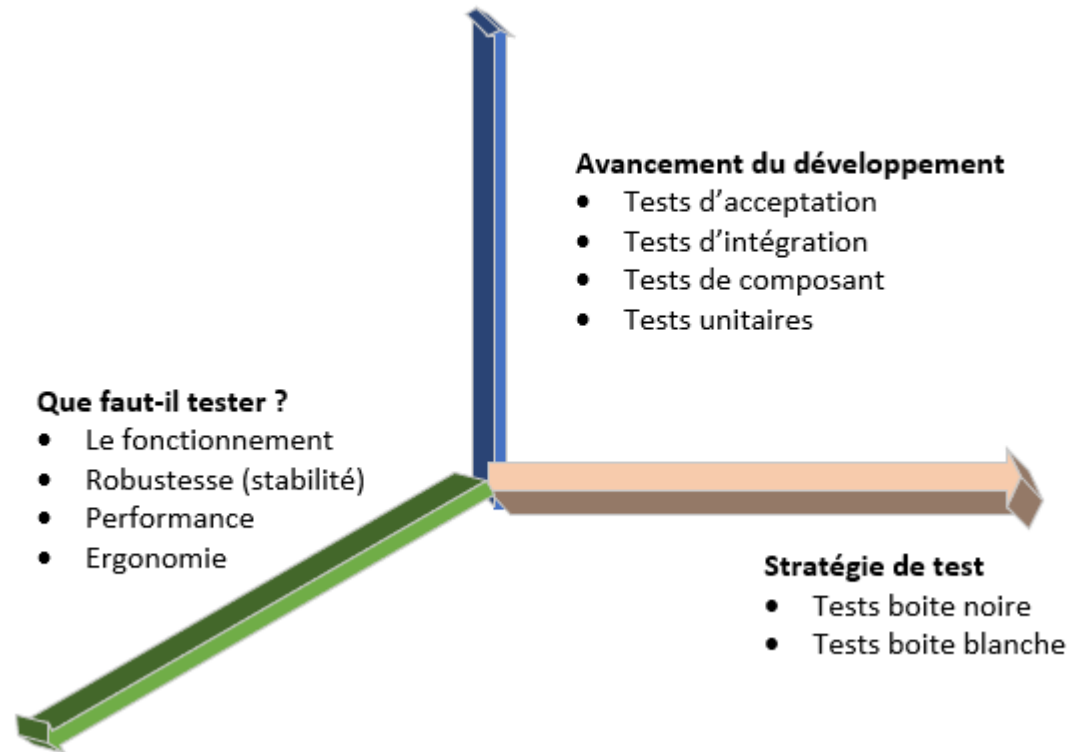 Avancement du développement
• Tests d’acceptation
• Tests d’intégration
• Tests de composant
• Tests unitaires
Que faut-il tester ?
• Le fonctionnement
• Robustesse (stabilité)
• Performance
• Ergonomie
Stratégie de test
• Tests boite noire
• Tests boite blanche